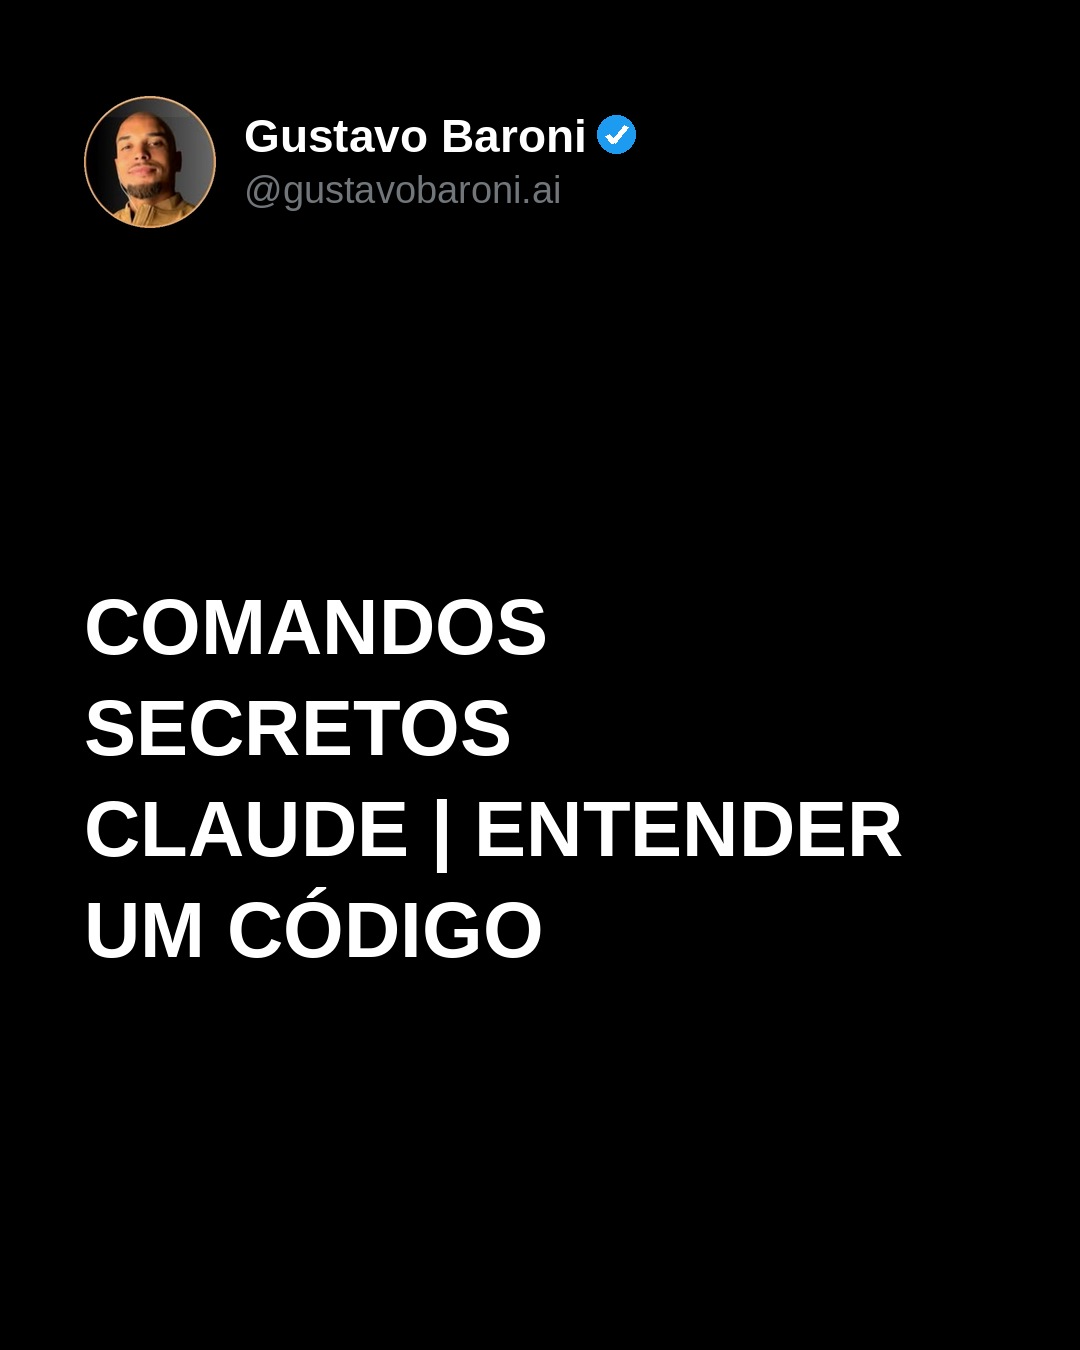 Gustavo Baroni
@gustavobaroni.ai
COMANDOS
SECRETOS
CLAUDE | ENTENDER
UM CÓDIGO